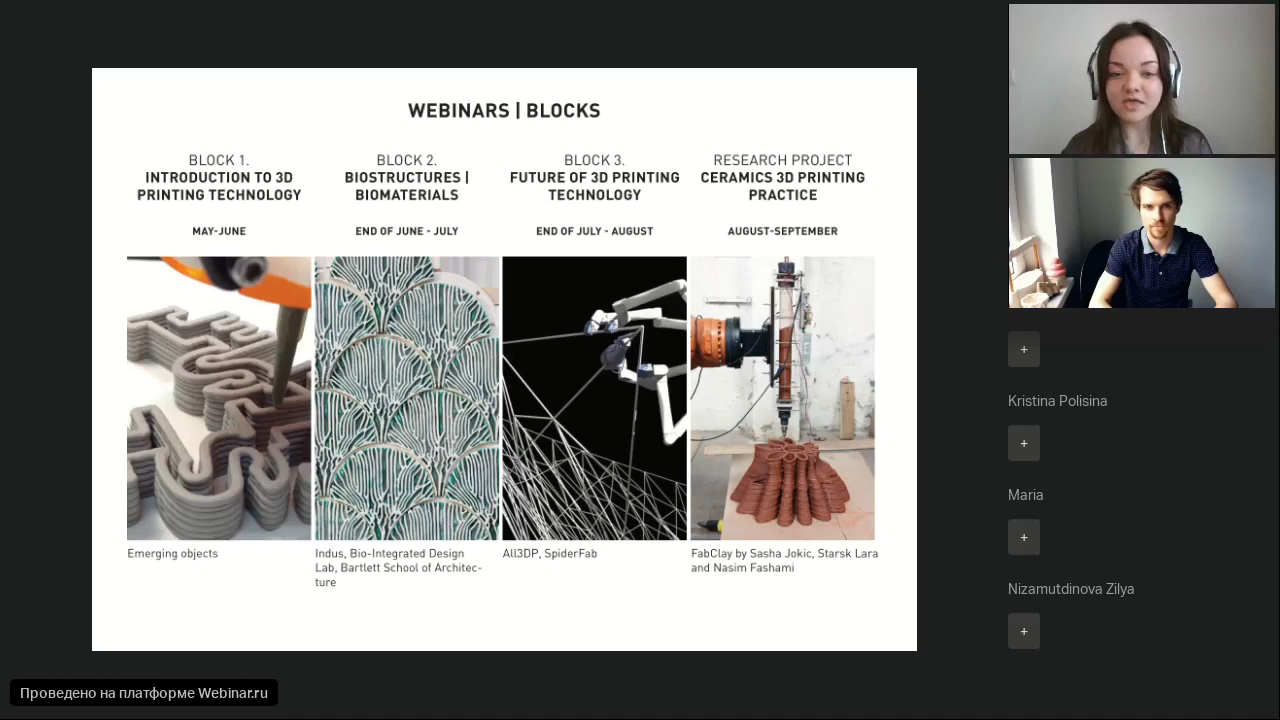 WEBINARS | BLOCKS
BLOCK 1.
INTRODUCTION TO 3D
PRINTING TECHNOLOGY
MAY-JUNE
BLOCK 2.
BIOSTRUCTURES |
BIOMATERIALS
END OF JUNE - JULY
BLOCK 3.
FUTURE OF 3D PRINTING
TECHNOLOGY
END OF JULY - AUGUST
RESEARCH PROJECT
CERAMICS 3D PRINTING
PRACTICE
AUGUST-SEPTEMBER
Emerging objects
Indus, Bio-Integrated Design
Lab, Bartlett School of Architec-
ture
All3DP, SpiderFab
FabClay by Sasha Jokic, Starsk Lara
and Nasim Fashami
+
Kristina Polisina
+
Maria
+
Nizamutdinova Zilya
+
Проведено на платформе Webinar.ru